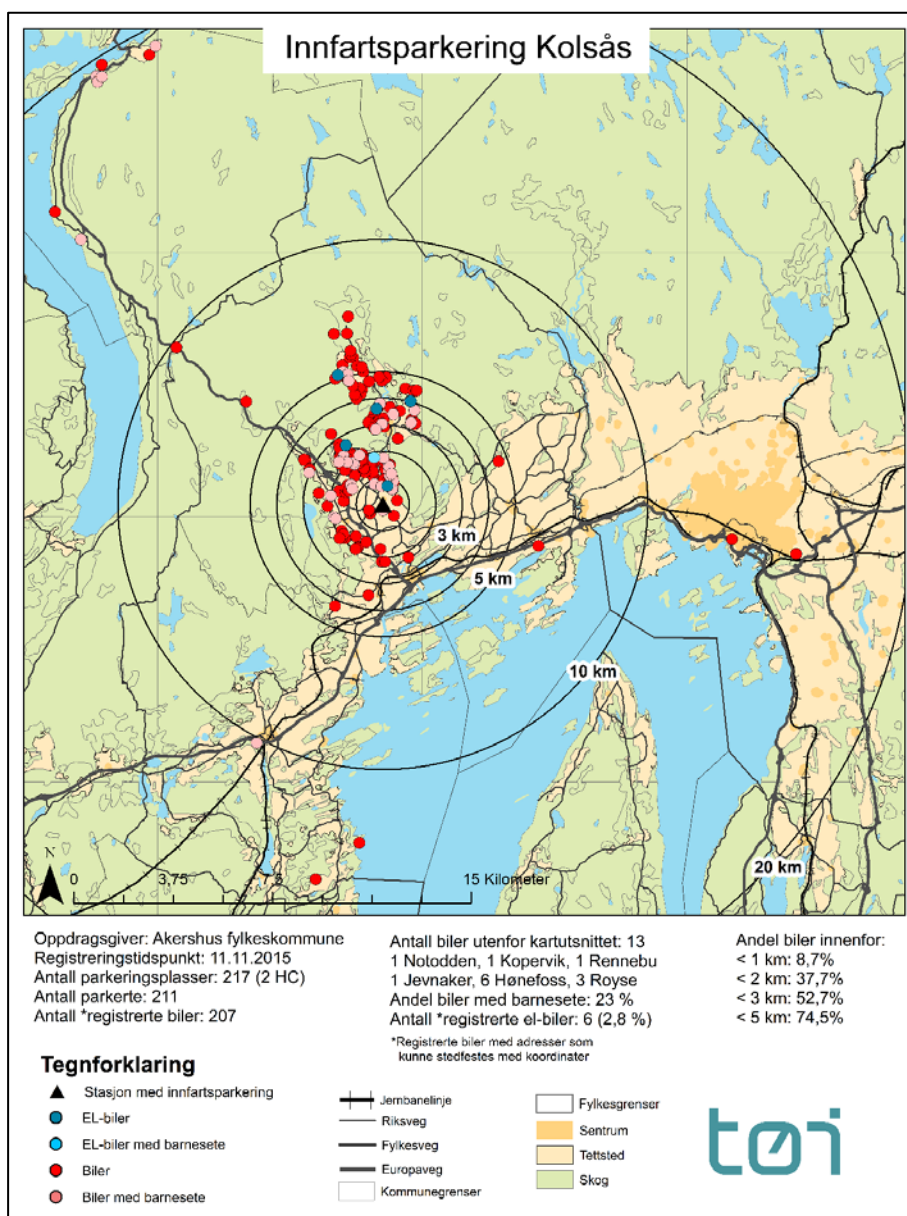 Innfartsparkering Kolsås
3 km
5 km
10 km
20 km
N
0
3,75
7,5
15 Kilometer
Oppdragsgiver: Akershus fylkeskommune
Registreringstidspunkt: 11.11.2015
Antall parkeringsplasser: 217 (2 HC)
Antall parkerte: 211
Antall *registrerte biler: 207
Antall biler utenfor kartutsnittet: 13
1 Notodden, 1 Kopervik, 1 Rennebu
1 Jevnaker, 6 Hønefoss, 3 Royse
Andel biler med barnesete: 23 %
Antall *registrerte el-biler: 6 (2,8 %)
*Registrerte biler med adresser som
kunne stedfestes med koordinater
Andel biler innenfor:
< 1 km: 8,7%
< 2 km: 37,7%
< 3 km: 52,7%
< 5 km: 74,5%
Tegnforklaring
Stasjon med innfartsparkering
EL-biler
EL-biler med barnesete
Biler
Biler med barnesete
Jernbanelinje
Riksveg
Fylkesveg
Europaveg
Kommunegrenser
Fylkesgrenser
Sentrum
Tettsted
Skog
tøi